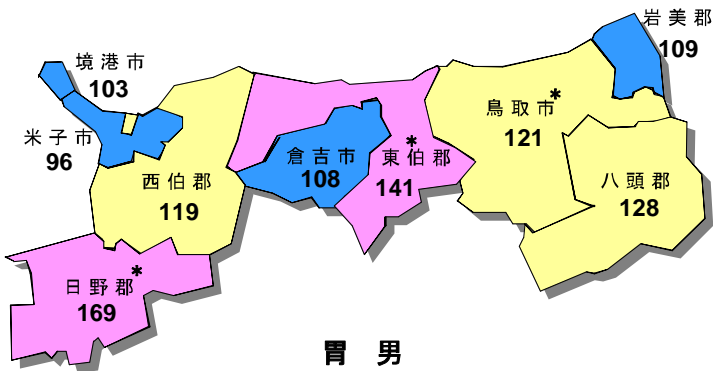 岩美郡
109
境港市
103
米子市
96
鳥取市*
121
倉吉市
108
東伯郡*
141
西伯郡
119
八頭郡
128
日野郡*
169
胃 男